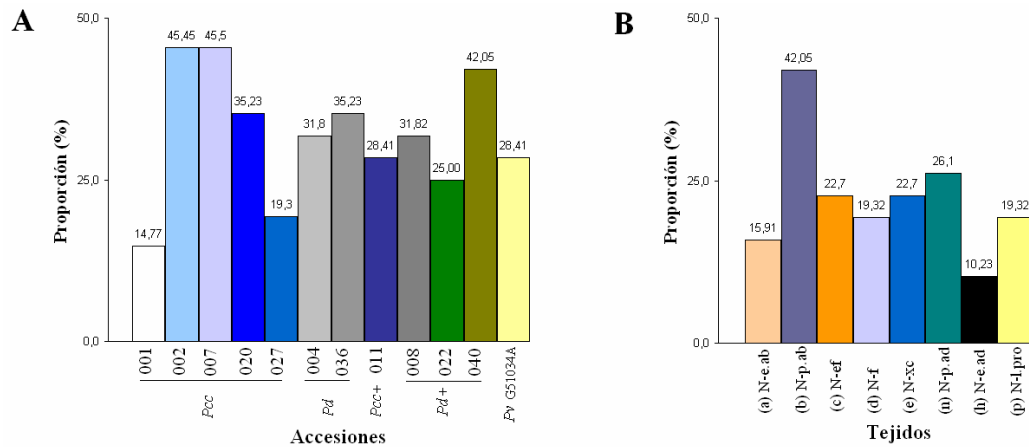 A
Proporción (%)
50,0
25,0
0,0
14,77
45,45
45,5
35,23
19,3
31,8
35,23
28,41
31,82
25,00
42,05
28,41
001
002
007
020
027
004
036
011
008
022
040
Pcc
Pd
Pcc+
Pd+
Pv G51034A
Accesiones
B
Proporción (%)
50,0
25,0
0,0
15,91
42,05
22,7
19,32
22,7
26,1
10,23
19,32
(a) N-e.ab
(b) N-p.ab
(c) N-ef
(d) N-f
(e) N-xc
(n) N-p.ad
(h) N-e.ad
(p) N-l.pro
Tejidos